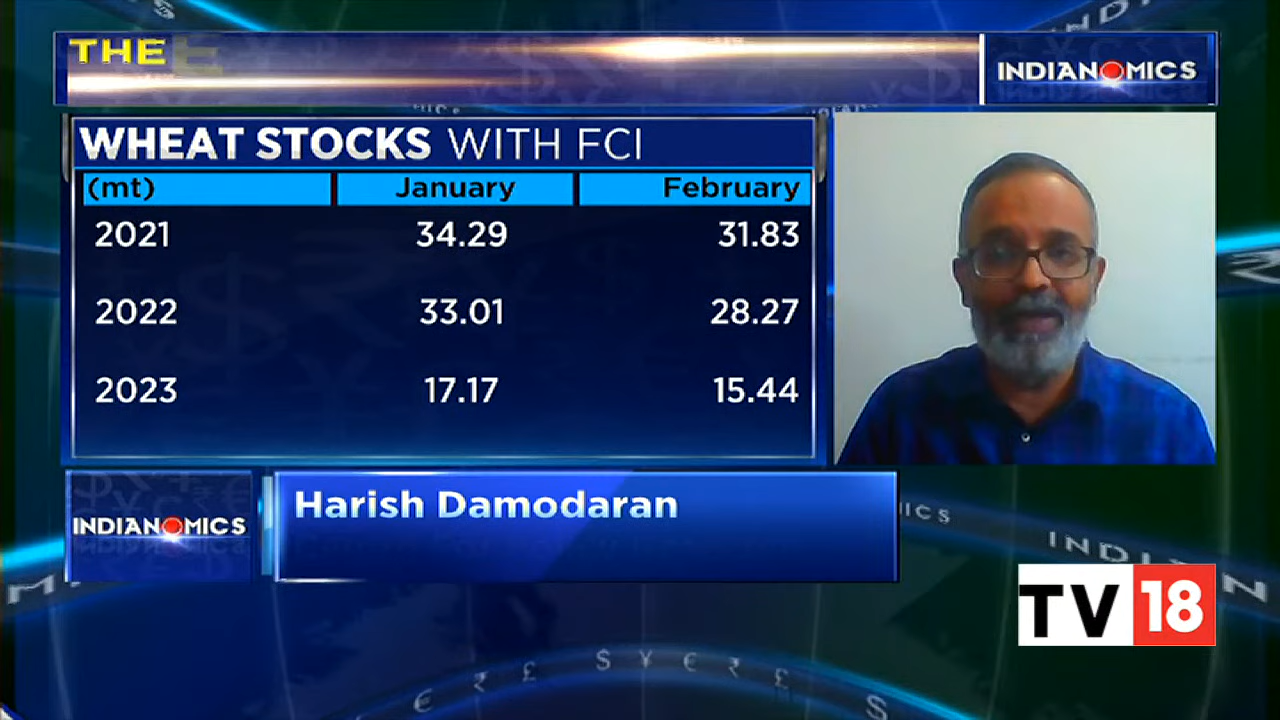 THE
INDIANOMICS
WHEAT STOCKS WITH FCI
(mt) January February
2021 34.29 31.83
2022 33.01 28.27
2023 17.17 15.44
INDIANOMICS
Harish Damodaran
TV18